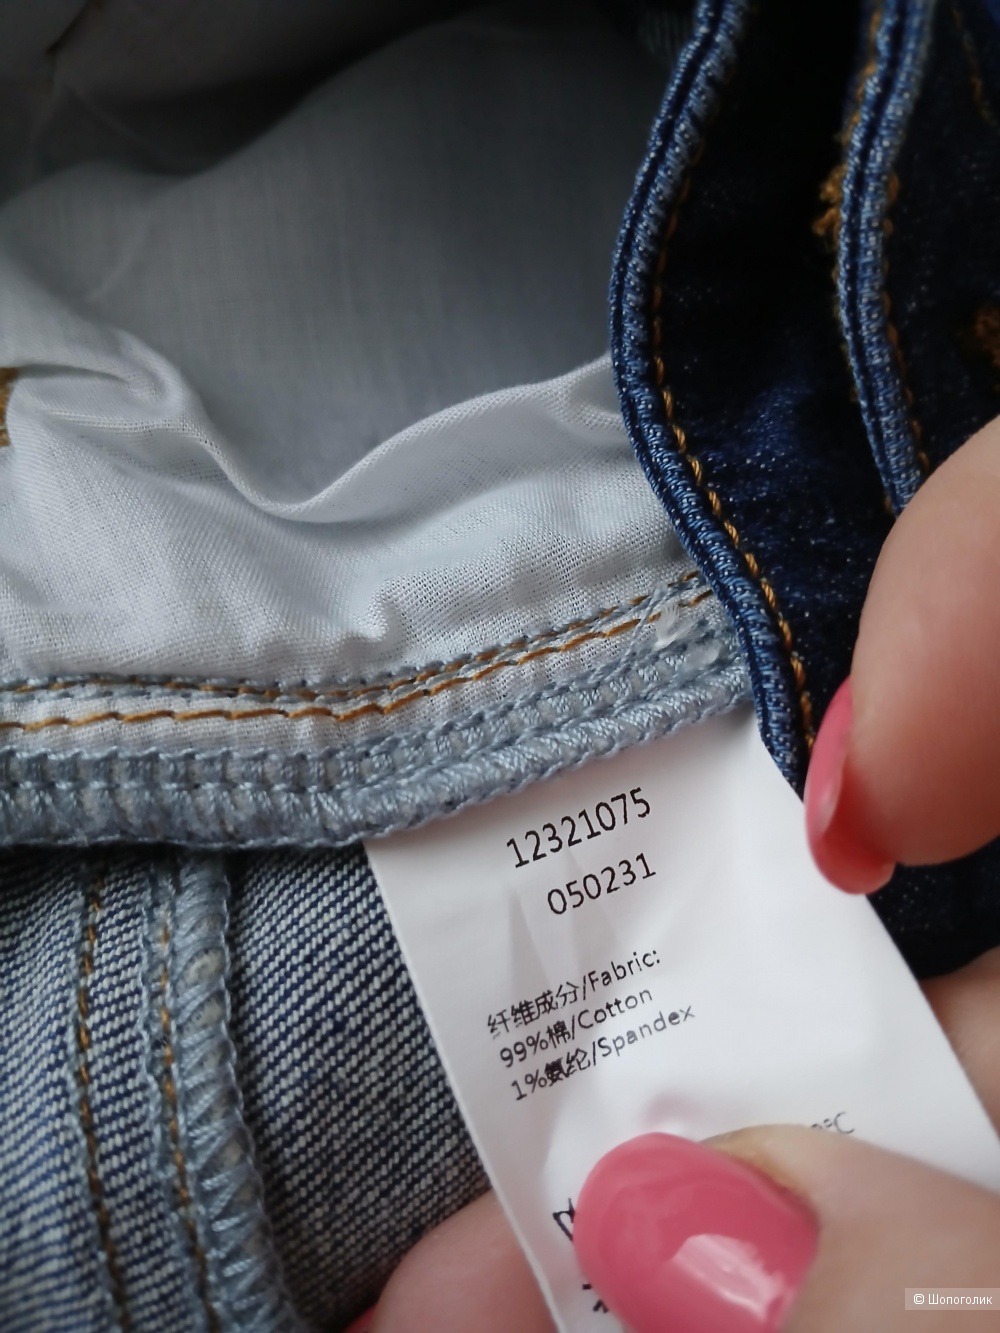 12321075
050231
纤维成分/Fabric:
99%棉/Cotton
1%氨纶/Spandex
°C
© Шопоголик